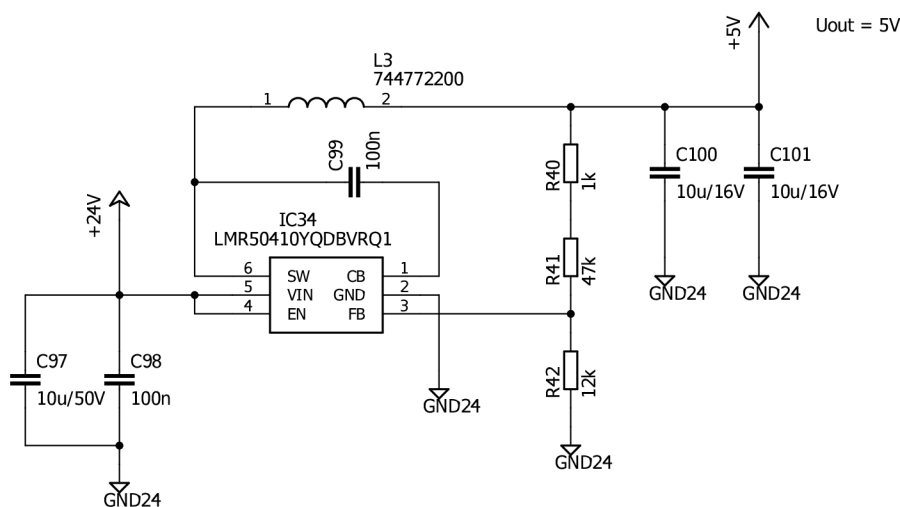 +5V
Uout = 5V
L3
744772200
1
2
C99
100n
R40
1k
C100
10u/16V
C101
10u/16V
+24V
IC34
LMR50410YQDBVRQ1
6
SW
CB
1
5
VIN
GND
2
4
EN
FB
3
R41
47k
GND24
GND24
C97
10u/50V
C98
100n
R42
12k
GND24
GND24
GND24